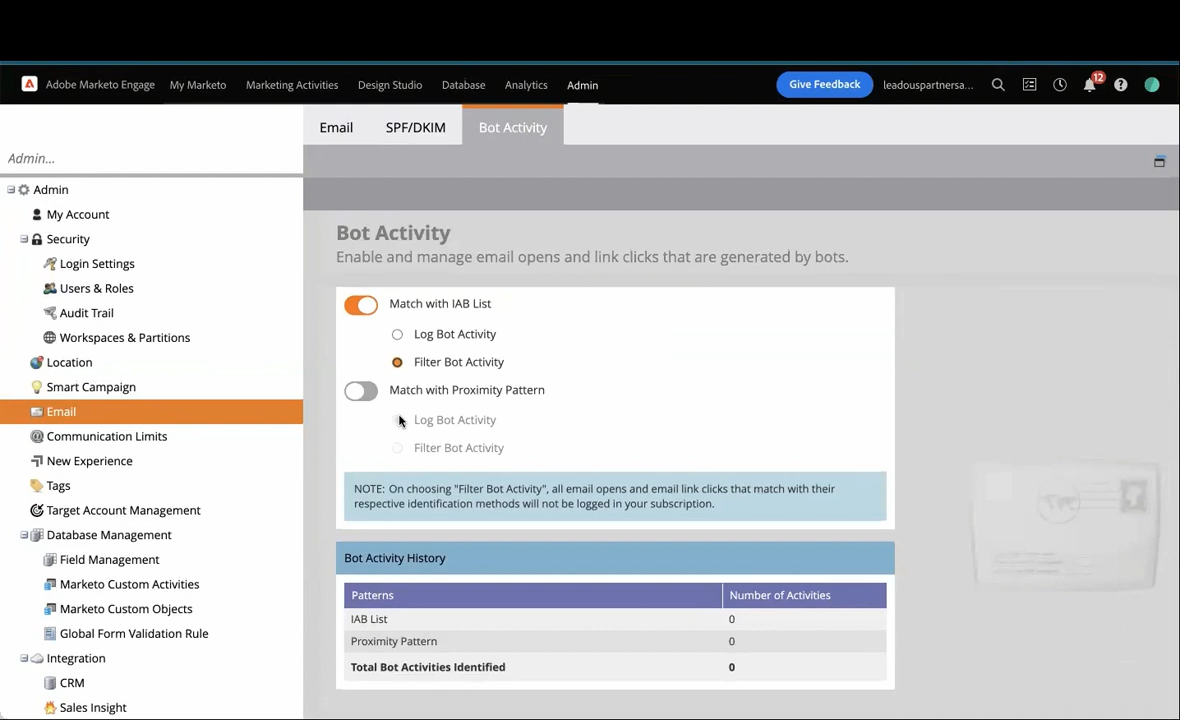 Adobe Marketo Engage
My Marketo
Marketing Activities
Design Studio
Database
Analytics
Admin
Give Feedback
leadouspartnersa...
12
Admin...
Admin
My Account
Security
Login Settings
Users & Roles
Audit Trail
Workspaces & Partitions
Location
Smart Campaign
Email
Communication Limits
New Experience
Tags
Target Account Management
Database Management
Field Management
Marketo Custom Activities
Marketo Custom Objects
Global Form Validation Rule
Integration
CRM
Sales Insight
Email
SPF/DKIM
Bot Activity
Bot Activity
Enable and manage email opens and link clicks that are generated by bots.
Match with IAB List
Log Bot Activity
Filter Bot Activity
Match with Proximity Pattern
Log Bot Activity
Filter Bot Activity
NOTE: On choosing "Filter Bot Activity", all email opens and email link clicks that match with their
respective identification methods will not be logged in your subscription.
Bot Activity History
Patterns Number of Activities
IAB List 0
Proximity Pattern 0
Total Bot Activities Identified 0